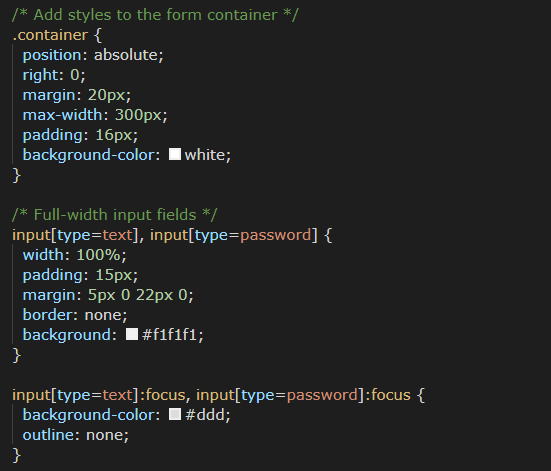 /* Add styles to the form container */
.container {
position: absolute;
right: 0;
margin: 20px;
max-width: 300px;
padding: 16px;
background-color: white;
}
/* Full-width input fields */
input[type=text], input[type=password] {
width: 100%;
padding: 15px;
margin: 5px 0 22px 0;
border: none;
background: #f1f1f1;
}
input[type=text]:focus, input[type=password]:focus {
background-color: #ddd;
outline: none;
}